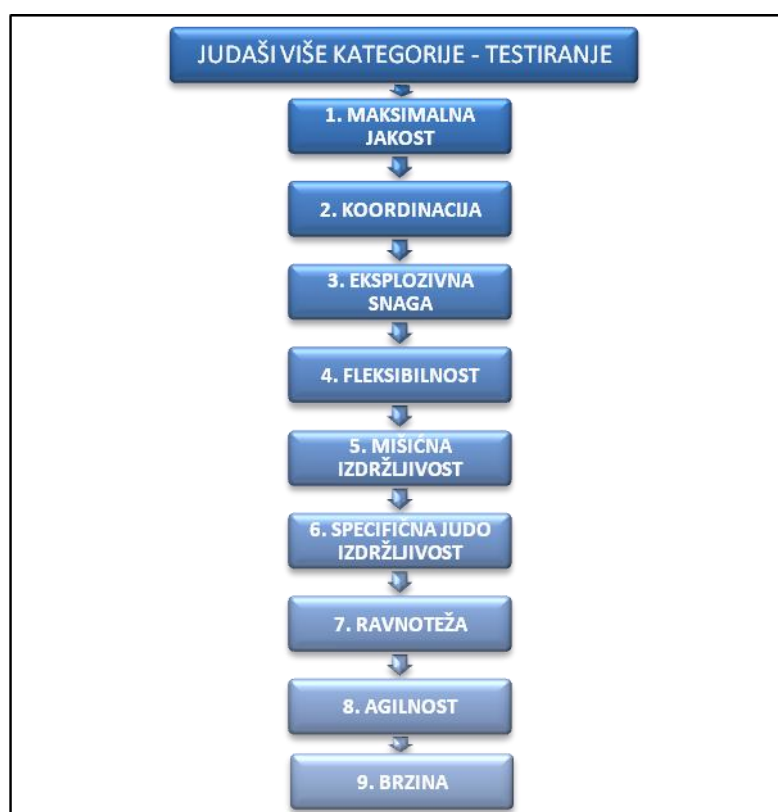 JUDAŠI VIŠE KATEGORIJE - TESTIRANJE
1. MAKSIMALNA
JAKOST
2. KOORDINACIJA
3. EKSPLOZIVNA
SNAGA
4. FLEKSIBILNOST
5. MIŠIĆNA
IZDRŽLJIVOST
6. SPECIFIČNA JUDO
IZDRŽLJIVOST
7. RAVNOTEŽA
8. AGILNOST
9. BRZINA